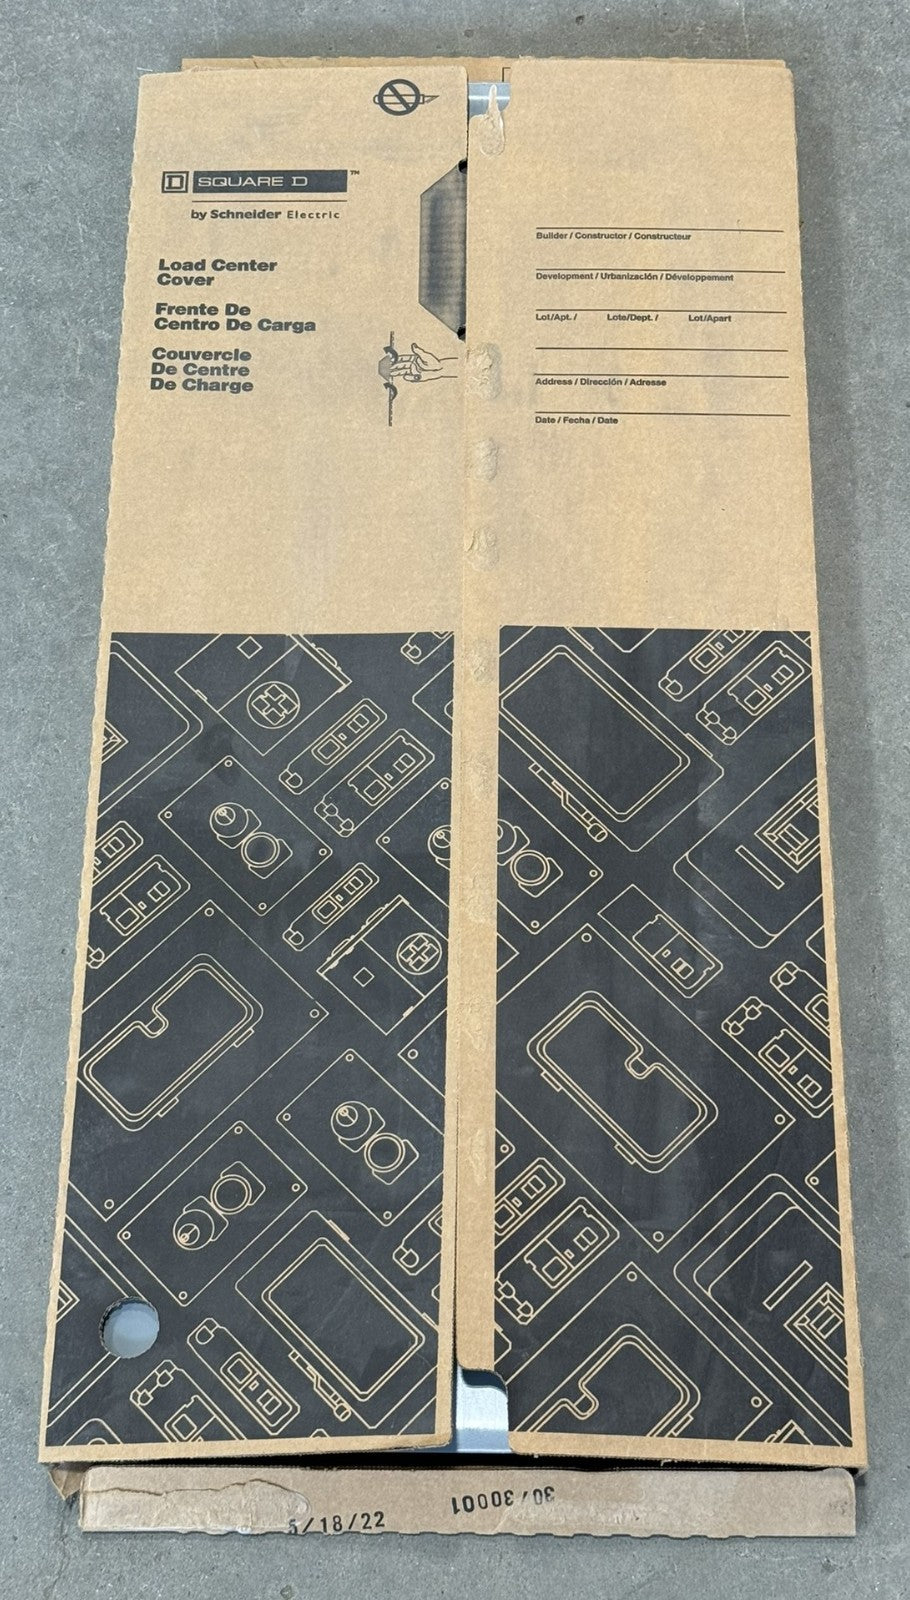 SQUARE D ™
by Schneider Electric
Load Center
Cover
Frente De
Centro De Carga
Couvercle
De Centre
De Charge
Builder / Constructor / Constructeur
Development / Urbanización / Développement
Lot/Apt. / Lote/Dept. / Lot/Apart
Address / Dirección / Adresse
Date / Fecha / Date
5/18/22